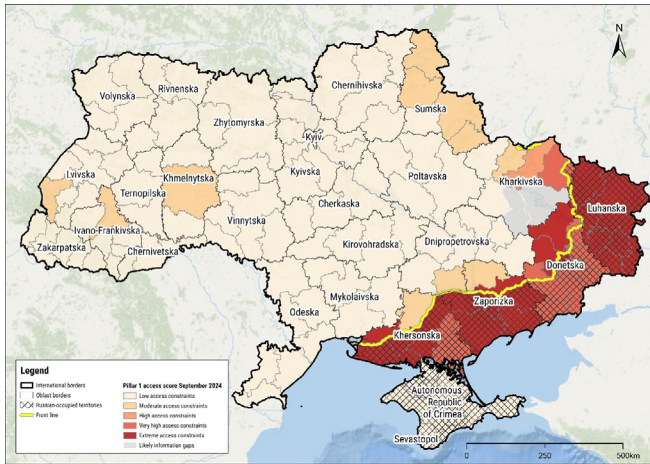 N
Chernihivska
Volynska
Rivnenska
Sumska
Zhytomyrska
Kyiv
Lvivska
Khmelnytska
Kyivska
Poltavska
Kharkivska
Ternopilska
Cherkaska
Luhanska
Ivano-Frankivska
Vinnytska
Zakarpatska
Chernivetska
Kirovohradska
Dnipropetrovska
Donetska
Mykolaivska
Zaporizka
Odeska
Khersonska
Autonomous
Republic
of Crimea
Sevastopol
Legend
International borders
Oblast borders
Russian-occupied territories
Front line
Pillar 1 access score September 2024
Low access constraints
Moderate access constraints
High access constraints
Very high access constraints
Extreme access constraints
Likely information gaps
0 250 500km